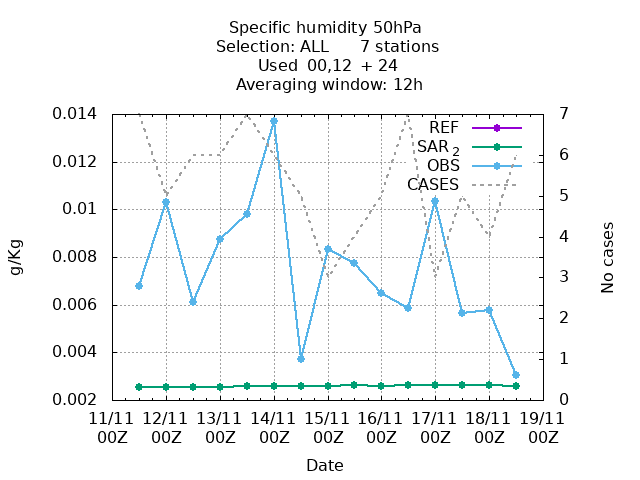 Specific humidity 50hPa
Selection: ALL 7 stations
Used 00,12 + 24
Averaging window: 12h
0.014
0.012
0.01
0.008
0.006
0.004
0.002
g/Kg
REF
SAR 2
OBS
CASES
7
6
5
4
3
2
1
0
No cases
11/11 12/11 13/11 14/11 15/11 16/11 17/11 18/11 19/11
00Z 00Z 00Z 00Z 00Z 00Z 00Z 00Z 00Z
Date